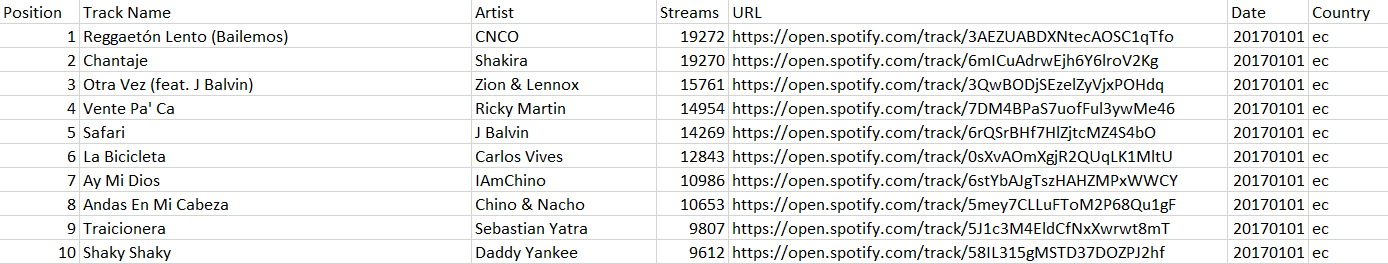 Position Track Name Artist Streams URL Date Country
1 Reggaetón Lento (Bailemos) CNCO 19272 https://open.spotify.com/track/3AEZUABDXNtecAOSC1qTfo 20170101 ec
2 Chantaje Shakira 19270 https://open.spotify.com/track/6mICuAdrwEjh6Y6lroV2Kg 20170101 ec
3 Otra Vez (feat. J Balvin) Zion & Lennox 15761 https://open.spotify.com/track/3QwBODjSEzelZyVjxPOHdq 20170101 ec
4 Vente Pa' Ca Ricky Martin 14954 https://open.spotify.com/track/7DM4BPaS7uofFul3ywMe46 20170101 ec
5 Safari J Balvin 14269 https://open.spotify.com/track/6rQSrBHf7HlZjtcMZ4S4bO 20170101 ec
6 La Bicicleta Carlos Vives 12843 https://open.spotify.com/track/0sXvAOmXgjR2QUqLK1MltU 20170101 ec
7 Ay Mi Dios IAmChino 10986 https://open.spotify.com/track/6stYbAJgTszHAHZMPxWWCY 20170101 ec
8 Andas En Mi Cabeza Chino & Nacho 10653 https://open.spotify.com/track/5mey7CLLuFToM2P68Qu1gF 20170101 ec
9 Traicionera Sebastian Yatra 9807 https://open.spotify.com/track/5J1c3M4EldCfNxXwrwt8mT 20170101 ec
10 Shaky Shaky Daddy Yankee 9612 https://open.spotify.com/track/58IL315gMSTD37DOZPJ2hf 20170101 ec